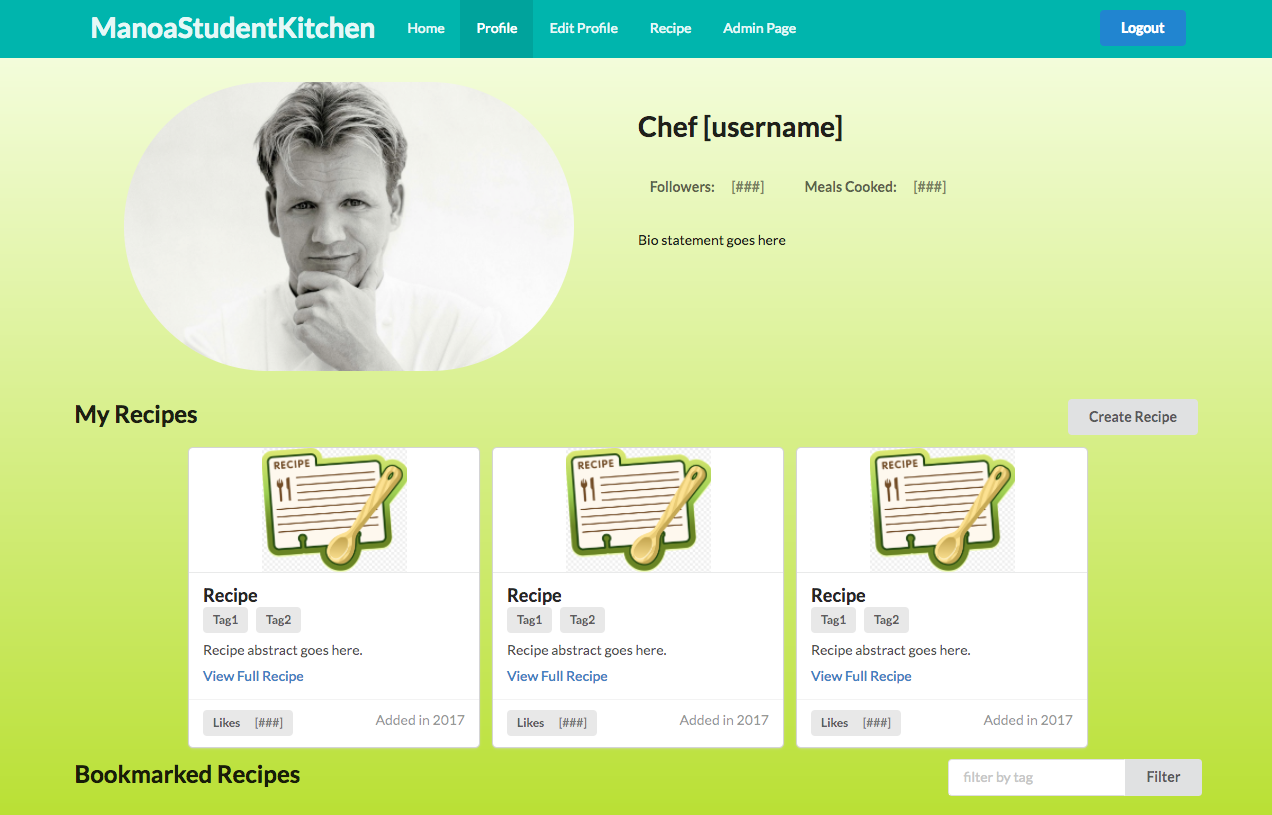 ManoaStudentKitchen Home Profile Edit Profile Recipe Admin Page Logout
Chef [username]
Followers: [###] Meals Cooked: [###]
Bio statement goes here
My Recipes Create Recipe
RECIPE RECIPE RECIPE
Recipe Recipe Recipe
Tag1 Tag2 Tag1 Tag2 Tag1 Tag2
Recipe abstract goes here. Recipe abstract goes here. Recipe abstract goes here.
View Full Recipe View Full Recipe View Full Recipe
Likes [###] Added in 2017 Likes [###] Added in 2017 Likes [###] Added in 2017
Bookmarked Recipes filter by tag Filter